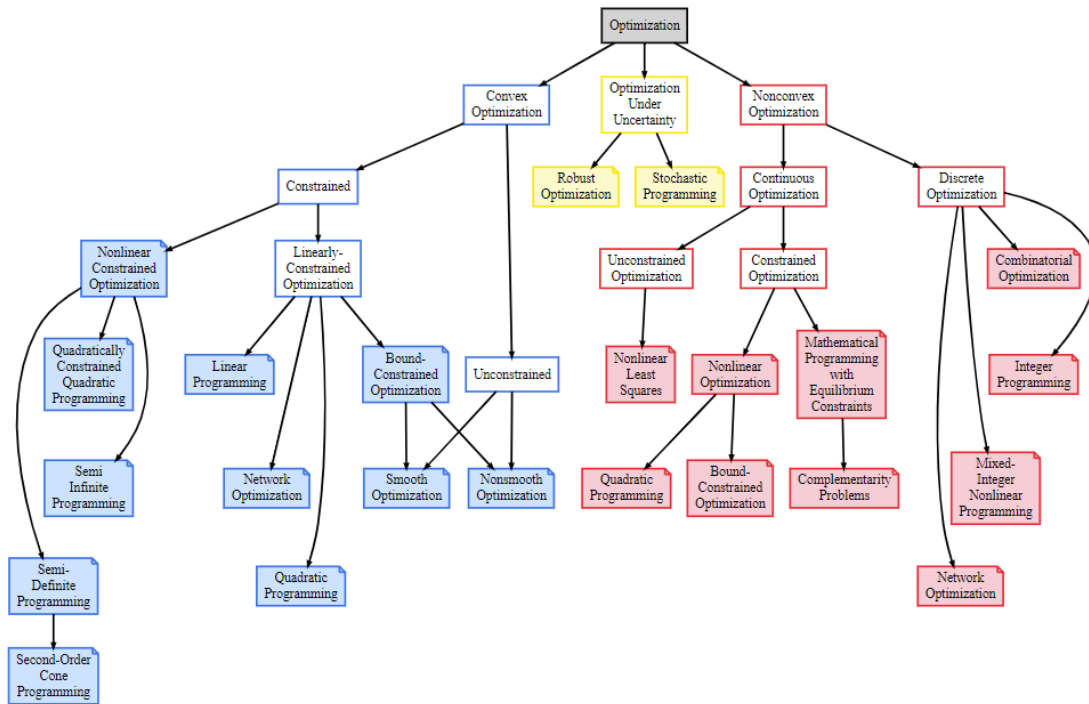 Optimization
Convex
Optimization
Optimization
Under
Uncertainty
Nonconvex
Optimization
Constrained
Robust
Optimization
Stochastic
Programming
Continuous
Optimization
Discrete
Optimization
Nonlinear
Constrained
Optimization
Linearly-
Constrained
Optimization
Unconstrained
Optimization
Constrained
Optimization
Combinatorial
Optimization
Quadratically
Constrained
Quadratic
Programming
Linear
Programming
Bound-
Constrained
Optimization
Unconstrained
Nonlinear
Least
Squares
Nonlinear
Optimization
Mathematical
Programming
with
Equilibrium
Constraints
Integer
Programming
Semi
Infinite
Programming
Network
Optimization
Smooth
Optimization
Nonsmooth
Optimization
Quadratic
Programming
Bound-
Constrained
Optimization
Complementarity
Problems
Mixed-
Integer
Nonlinear
Programming
Semi-
Definite
Programming
Quadratic
Programming
Network
Optimization
Second-Order
Cone
Programming